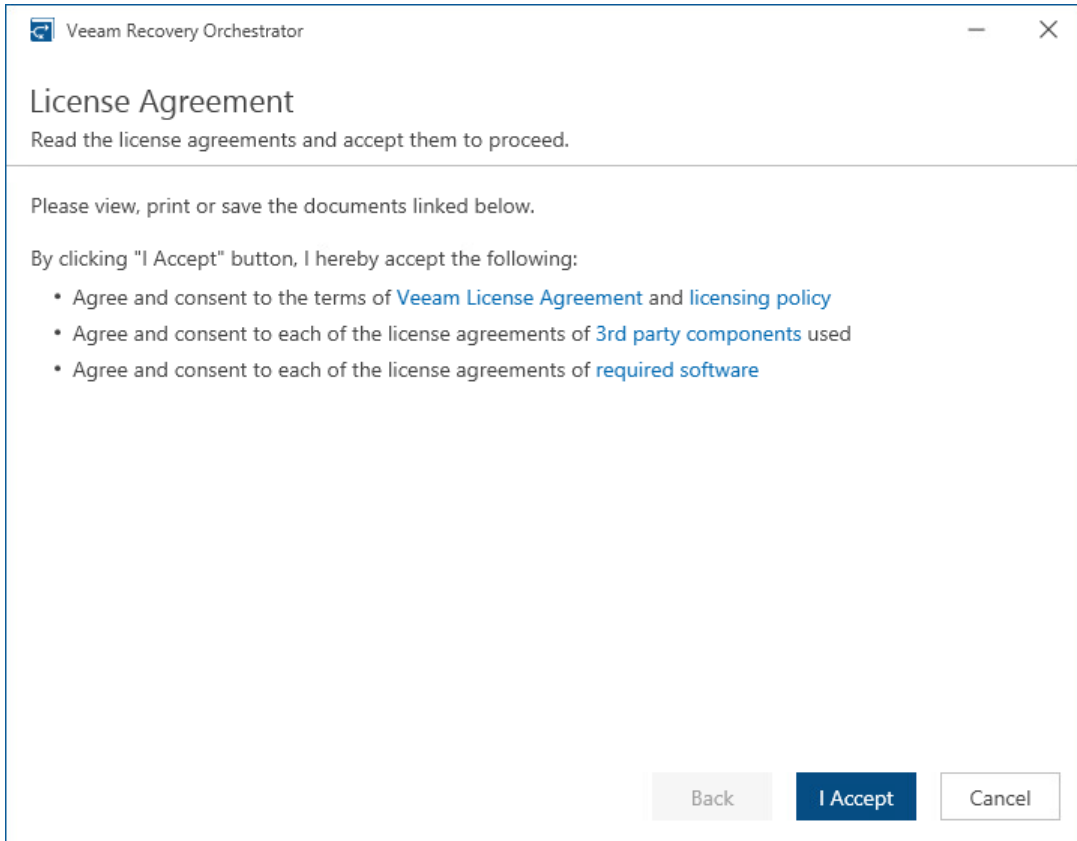 Veeam Recovery Orchestrator
License Agreement
Read the license agreements and accept them to proceed.
Please view, print or save the documents linked below.
By clicking "I Accept" button, I hereby accept the following:
• Agree and consent to the terms of Veeam License Agreement and licensing policy
• Agree and consent to each of the license agreements of 3rd party components used
• Agree and consent to each of the license agreements of required software
Back I Accept Cancel